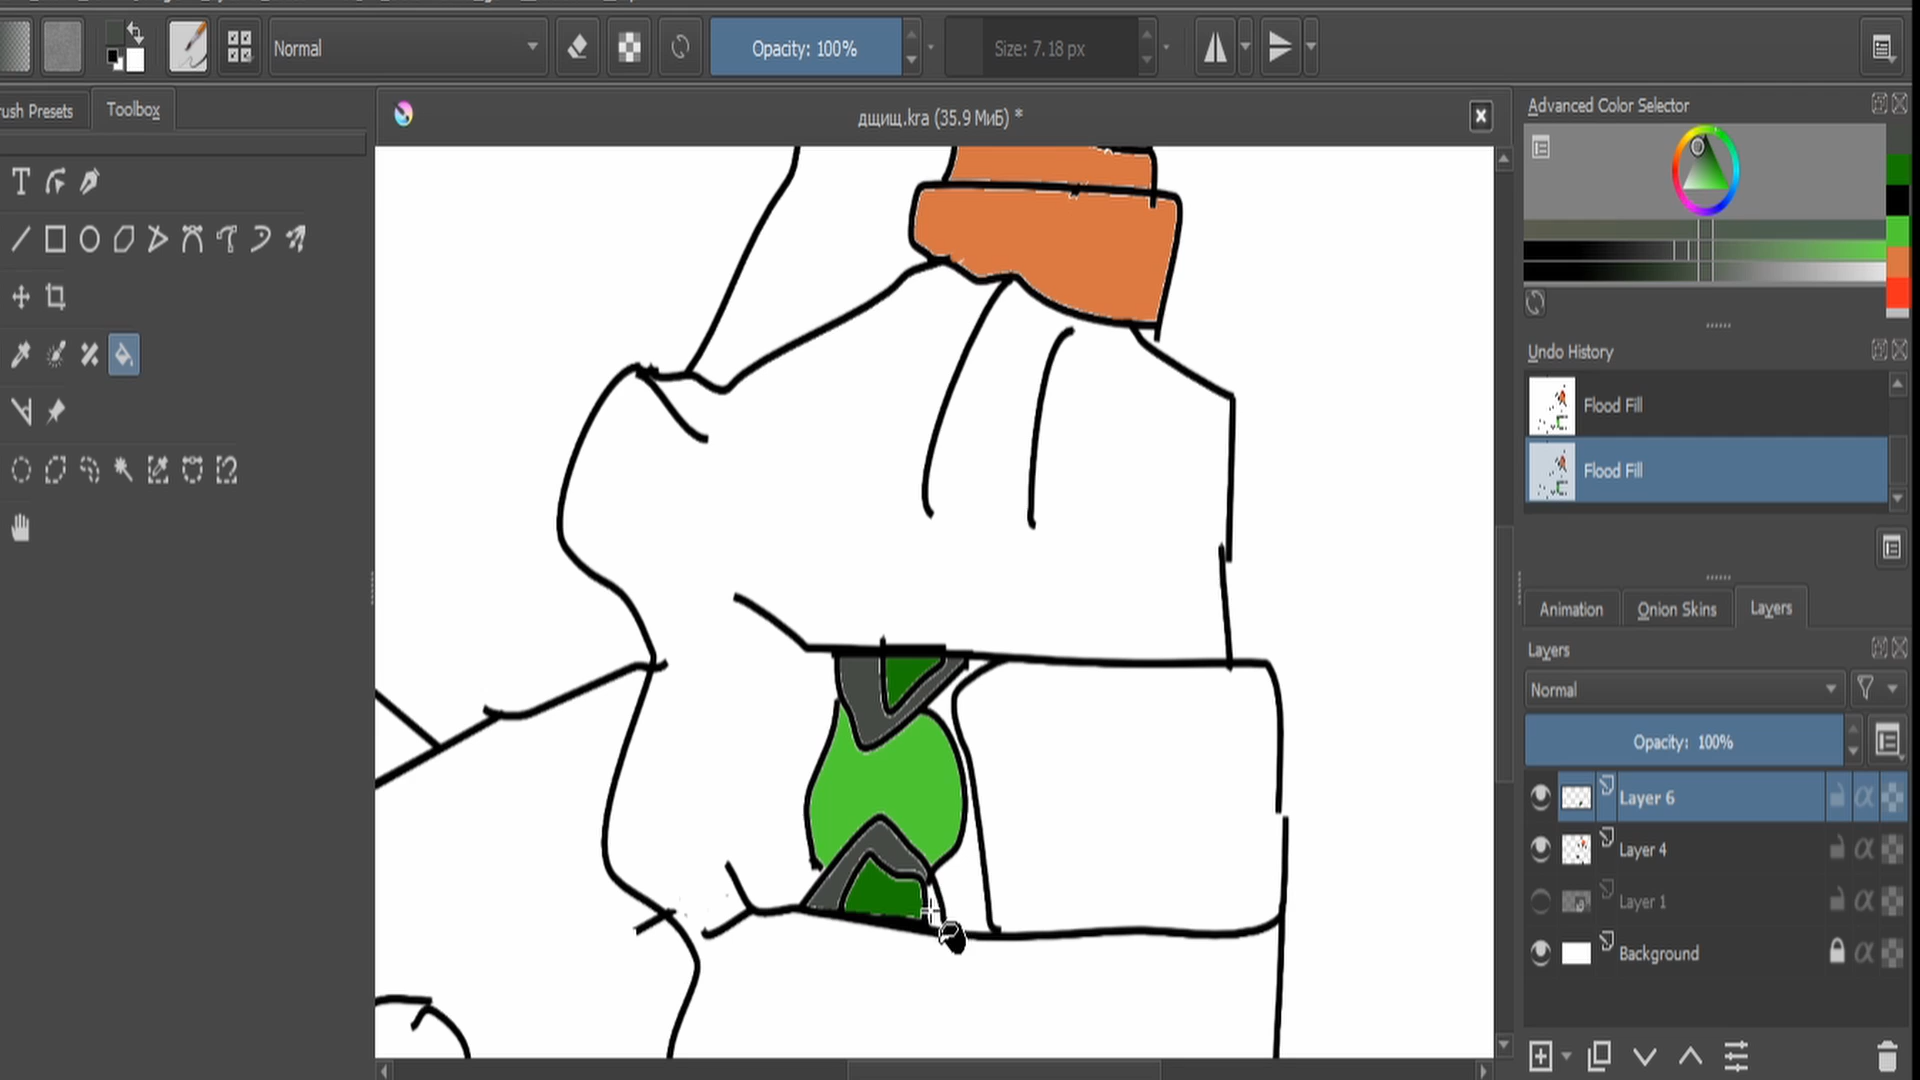 Normal
Opacity: 100%
Size: 7.18 px
rush Presets
Toolbox
дщищ.kra (35.9 МиБ) *
Advanced Color Selector
Undo History
Flood Fill
Flood Fill
Animation
Onion Skins
Layers
Layers
Normal
Opacity: 100%
Layer 6
Layer 4
Layer 1
Background